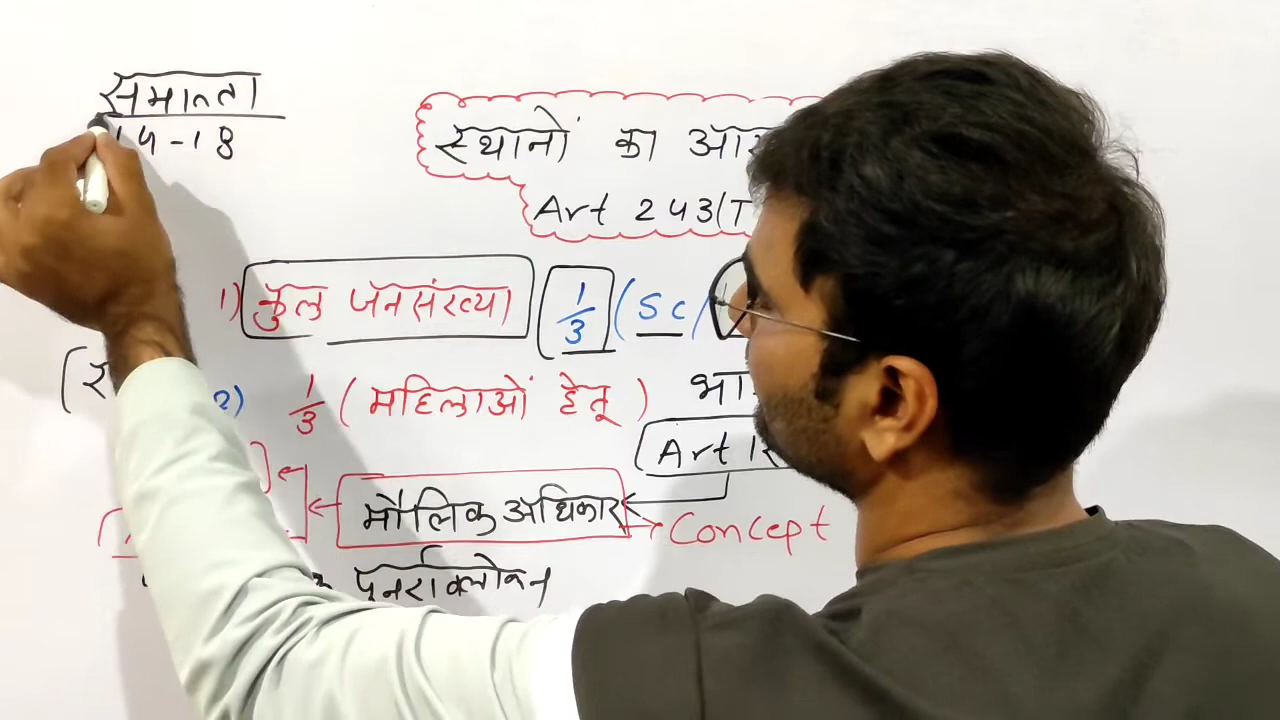 समानता
14-18
स्थानों का
Art 243(T
1) कुल जनसंख्या 1/3 (SC/
2) 1/3 (महिलाओं हेतू)
Art
मौलिक अधिकार → Concept
पुनर्रावलोकन